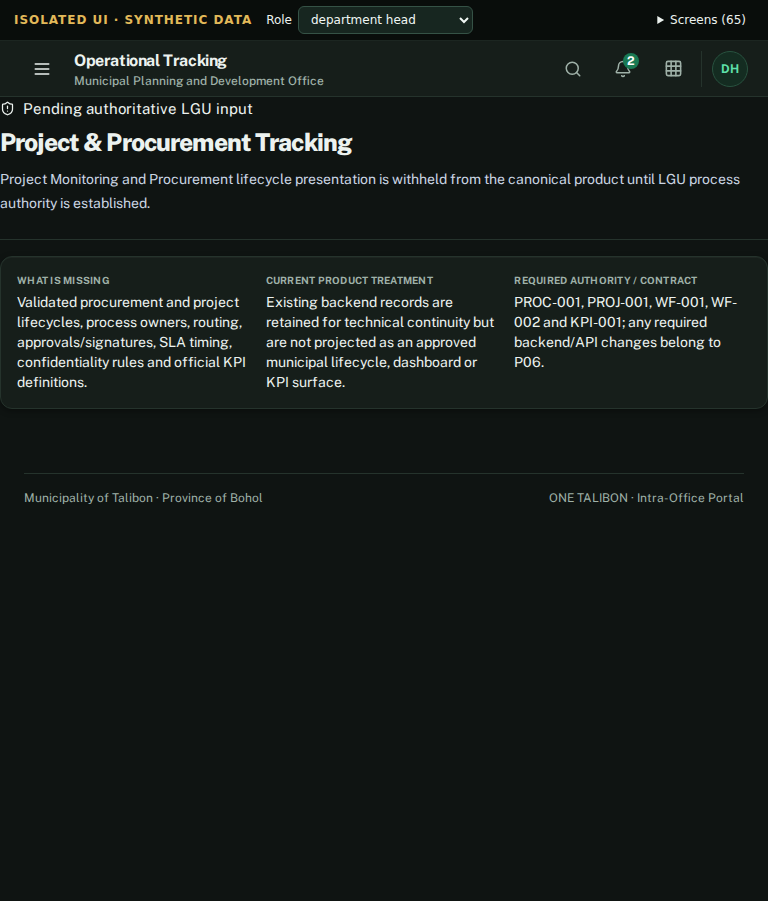 ISOLATED UI · SYNTHETIC DATA Role department head Screens (65)
Operational Tracking
Municipal Planning and Development Office
2
DH
Pending authoritative LGU input
Project & Procurement Tracking
Project Monitoring and Procurement lifecycle presentation is withheld from the canonical product until LGU process
authority is established.
WHAT IS MISSING
Validated procurement and project
lifecycles, process owners, routing,
approvals/signatures, SLA timing,
confidentiality rules and official KPI
definitions.
CURRENT PRODUCT TREATMENT
Existing backend records are
retained for technical continuity but
are not projected as an approved
municipal lifecycle, dashboard or
KPI surface.
REQUIRED AUTHORITY / CONTRACT
PROC-001, PROJ-001, WF-001, WF-
002 and KPI-001; any required
backend/API changes belong to
P06.
Municipality of Talibon · Province of Bohol
ONE TALIBON · Intra-Office Portal